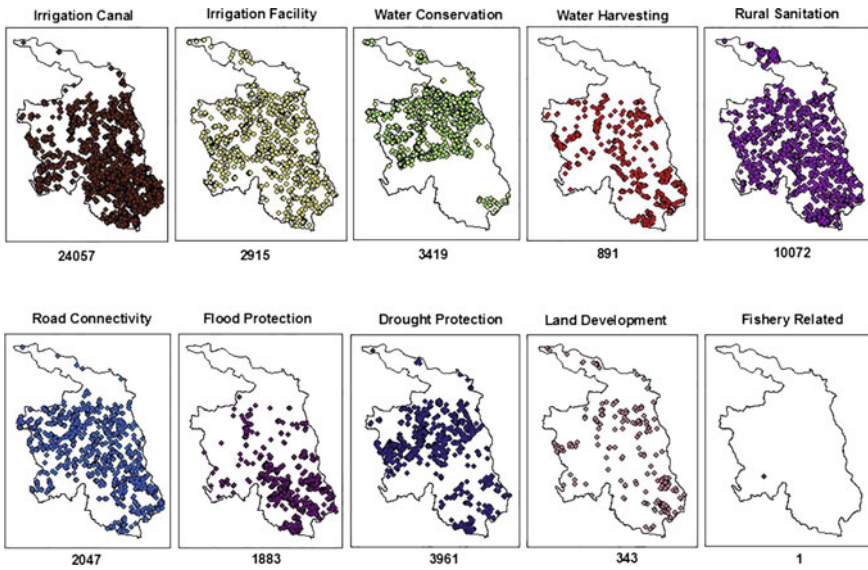 Irrigation Canal Irrigation Facility Water Conservation Water Harvesting Rural Sanitation
24057 2915 3419 891 10072
Road Connectivity Flood Protection Drought Protection Land Development Fishery Related
2047 1883 3961 343 1